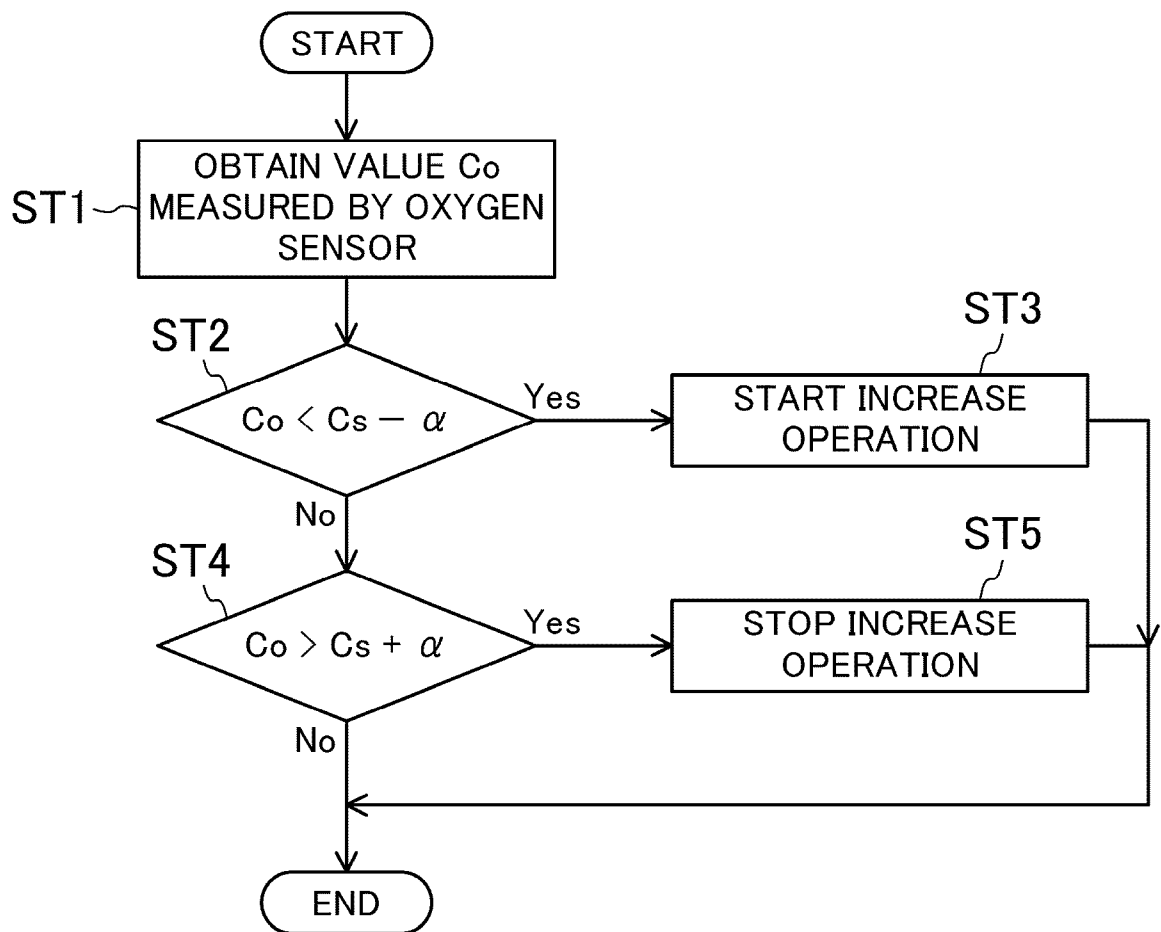 START
ST1
OBTAIN VALUE Co
MEASURED BY OXYGEN
SENSOR
ST2
Co < Cs − α
Yes
No
ST3
START INCREASE
OPERATION
ST4
Co > Cs + α
Yes
No
ST5
STOP INCREASE
OPERATION
END